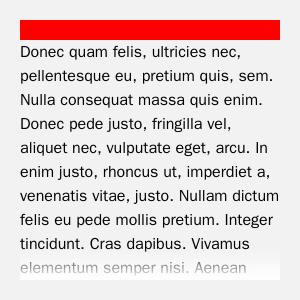 Donec quam felis, ultricies nec,
pellentesque eu, pretium quis, sem.
Nulla consequat massa quis enim.
Donec pede justo, fringilla vel,
aliquet nec, vulputate eget, arcu. In
enim justo, rhoncus ut, imperdiet a,
venenatis vitae, justo. Nullam dictum
felis eu pede mollis pretium. Integer
tincidunt. Cras dapibus. Vivamus
elementum semper nisi. Aenean